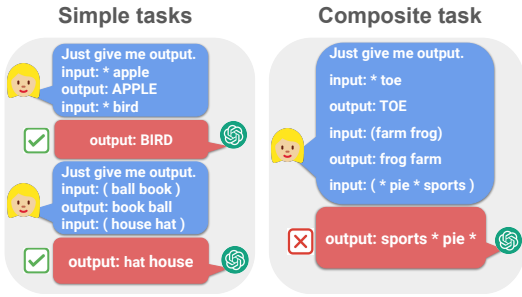 Simple tasks
Just give me output.
input: * apple
output: APPLE
input: * bird
output: BIRD
Just give me output.
input: ( ball book )
output: book ball
input: ( house hat )
output: hat house
Composite task
Just give me output.
input: * toe
output: TOE
input: (farm frog)
output: frog farm
input: ( * pie * sports )
output: sports * pie *